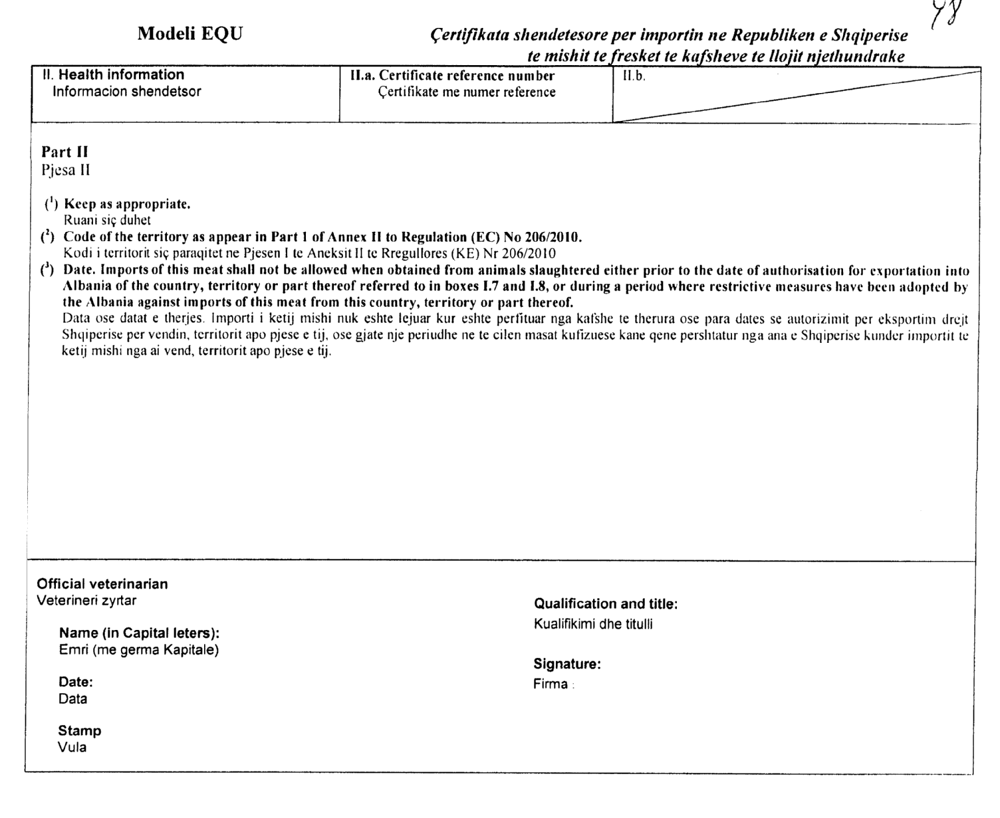 48
Modeli EQU
Çertifikata shendetesore per importin ne Republiken e Shqiperise
te mishit te fresket te kafsheve te llojit njethundrake
II. Health information
Informacion shendetsor
II.a. Certificate reference number
Çertifikate me numer reference
II.b.
Part II
Pjesa II
(1) Keep as appropriate.
Ruani siç duhet
(2) Code of the territory as appear in Part 1 of Annex II to Regulation (EC) No 206/2010.
Kodi i territorit siç paraqitet ne Pjesen I te Aneksit II te Rregullores (KE) Nr 206/2010
(3) Date. Imports of this meat shall not be allowed when obtained from animals slaughtered either prior to the date of authorisation for exportation into
Albania of the country, territory or part thereof referred to in boxes I.7 and I.8, or during a period where restrictive measures have been adopted by
the Albania against imports of this meat from this country, territory or part thereof.
Data ose datat e therjes. Importi i ketij mishi nuk eshte lejuar kur eshte perfituar nga kafshe te therura ose para dates se autorizimit per eksportim drejt
Shqiperise per vendin, territorit apo pjese e tij, ose gjate nje periudhe ne te cilen masat kufizuese kane qene pershtatur nga ana e Shqiperise kunder importit te
ketij mishi nga ai vend, territorit apo pjese e tij.
Official veterinarian
Veterineri zyrtar
Name (in Capital leters):
Emri (me germa Kapitale)
Date:
Data
Stamp
Vula
Qualification and title:
Kualifikimi dhe titulli
Signature:
Firma :